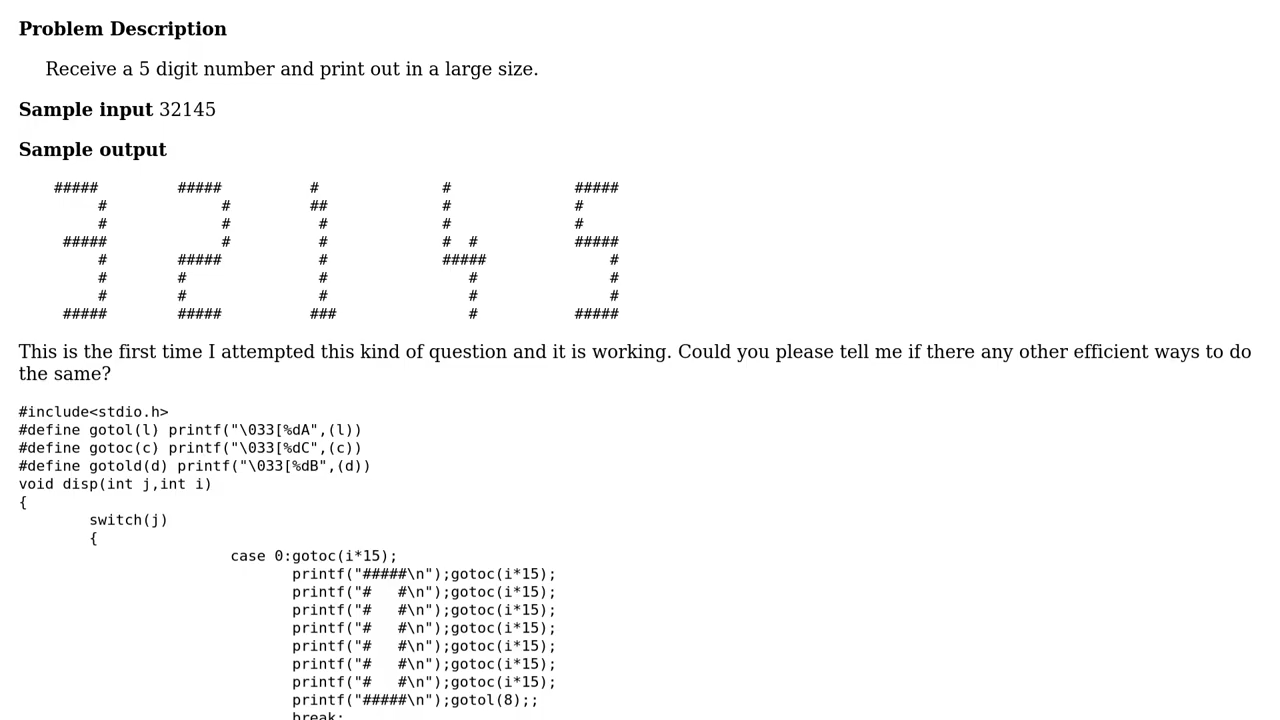 Problem Description
Receive a 5 digit number and print out in a large size.
Sample input 32145
Sample output
    #####         #####          #              #              #####
         #             #         ##             #              #
         #             #          #             #              #
     #####             #          #             #  #           #####
         #        #####           #             #####              #
         #        #               #                #               #
         #        #               #                #               #
     #####        #####          ###               #           #####
This is the first time I attempted this kind of question and it is working. Could you please tell me if there any other efficient ways to do
the same?
#include<stdio.h>
#define gotol(l) printf("\033[%dA",(l))
#define gotoc(c) printf("\033[%dC",(c))
#define gotold(d) printf("\033[%dB",(d))
void disp(int j,int i)
{
        switch(j)
        {
                        case 0:gotoc(i*15);
                               printf("#####\n");gotoc(i*15);
                               printf("#   #\n");gotoc(i*15);
                               printf("#   #\n");gotoc(i*15);
                               printf("#   #\n");gotoc(i*15);
                               printf("#   #\n");gotoc(i*15);
                               printf("#   #\n");gotoc(i*15);
                               printf("#   #\n");gotoc(i*15);
                               printf("#####\n");gotol(8);;
                               break;